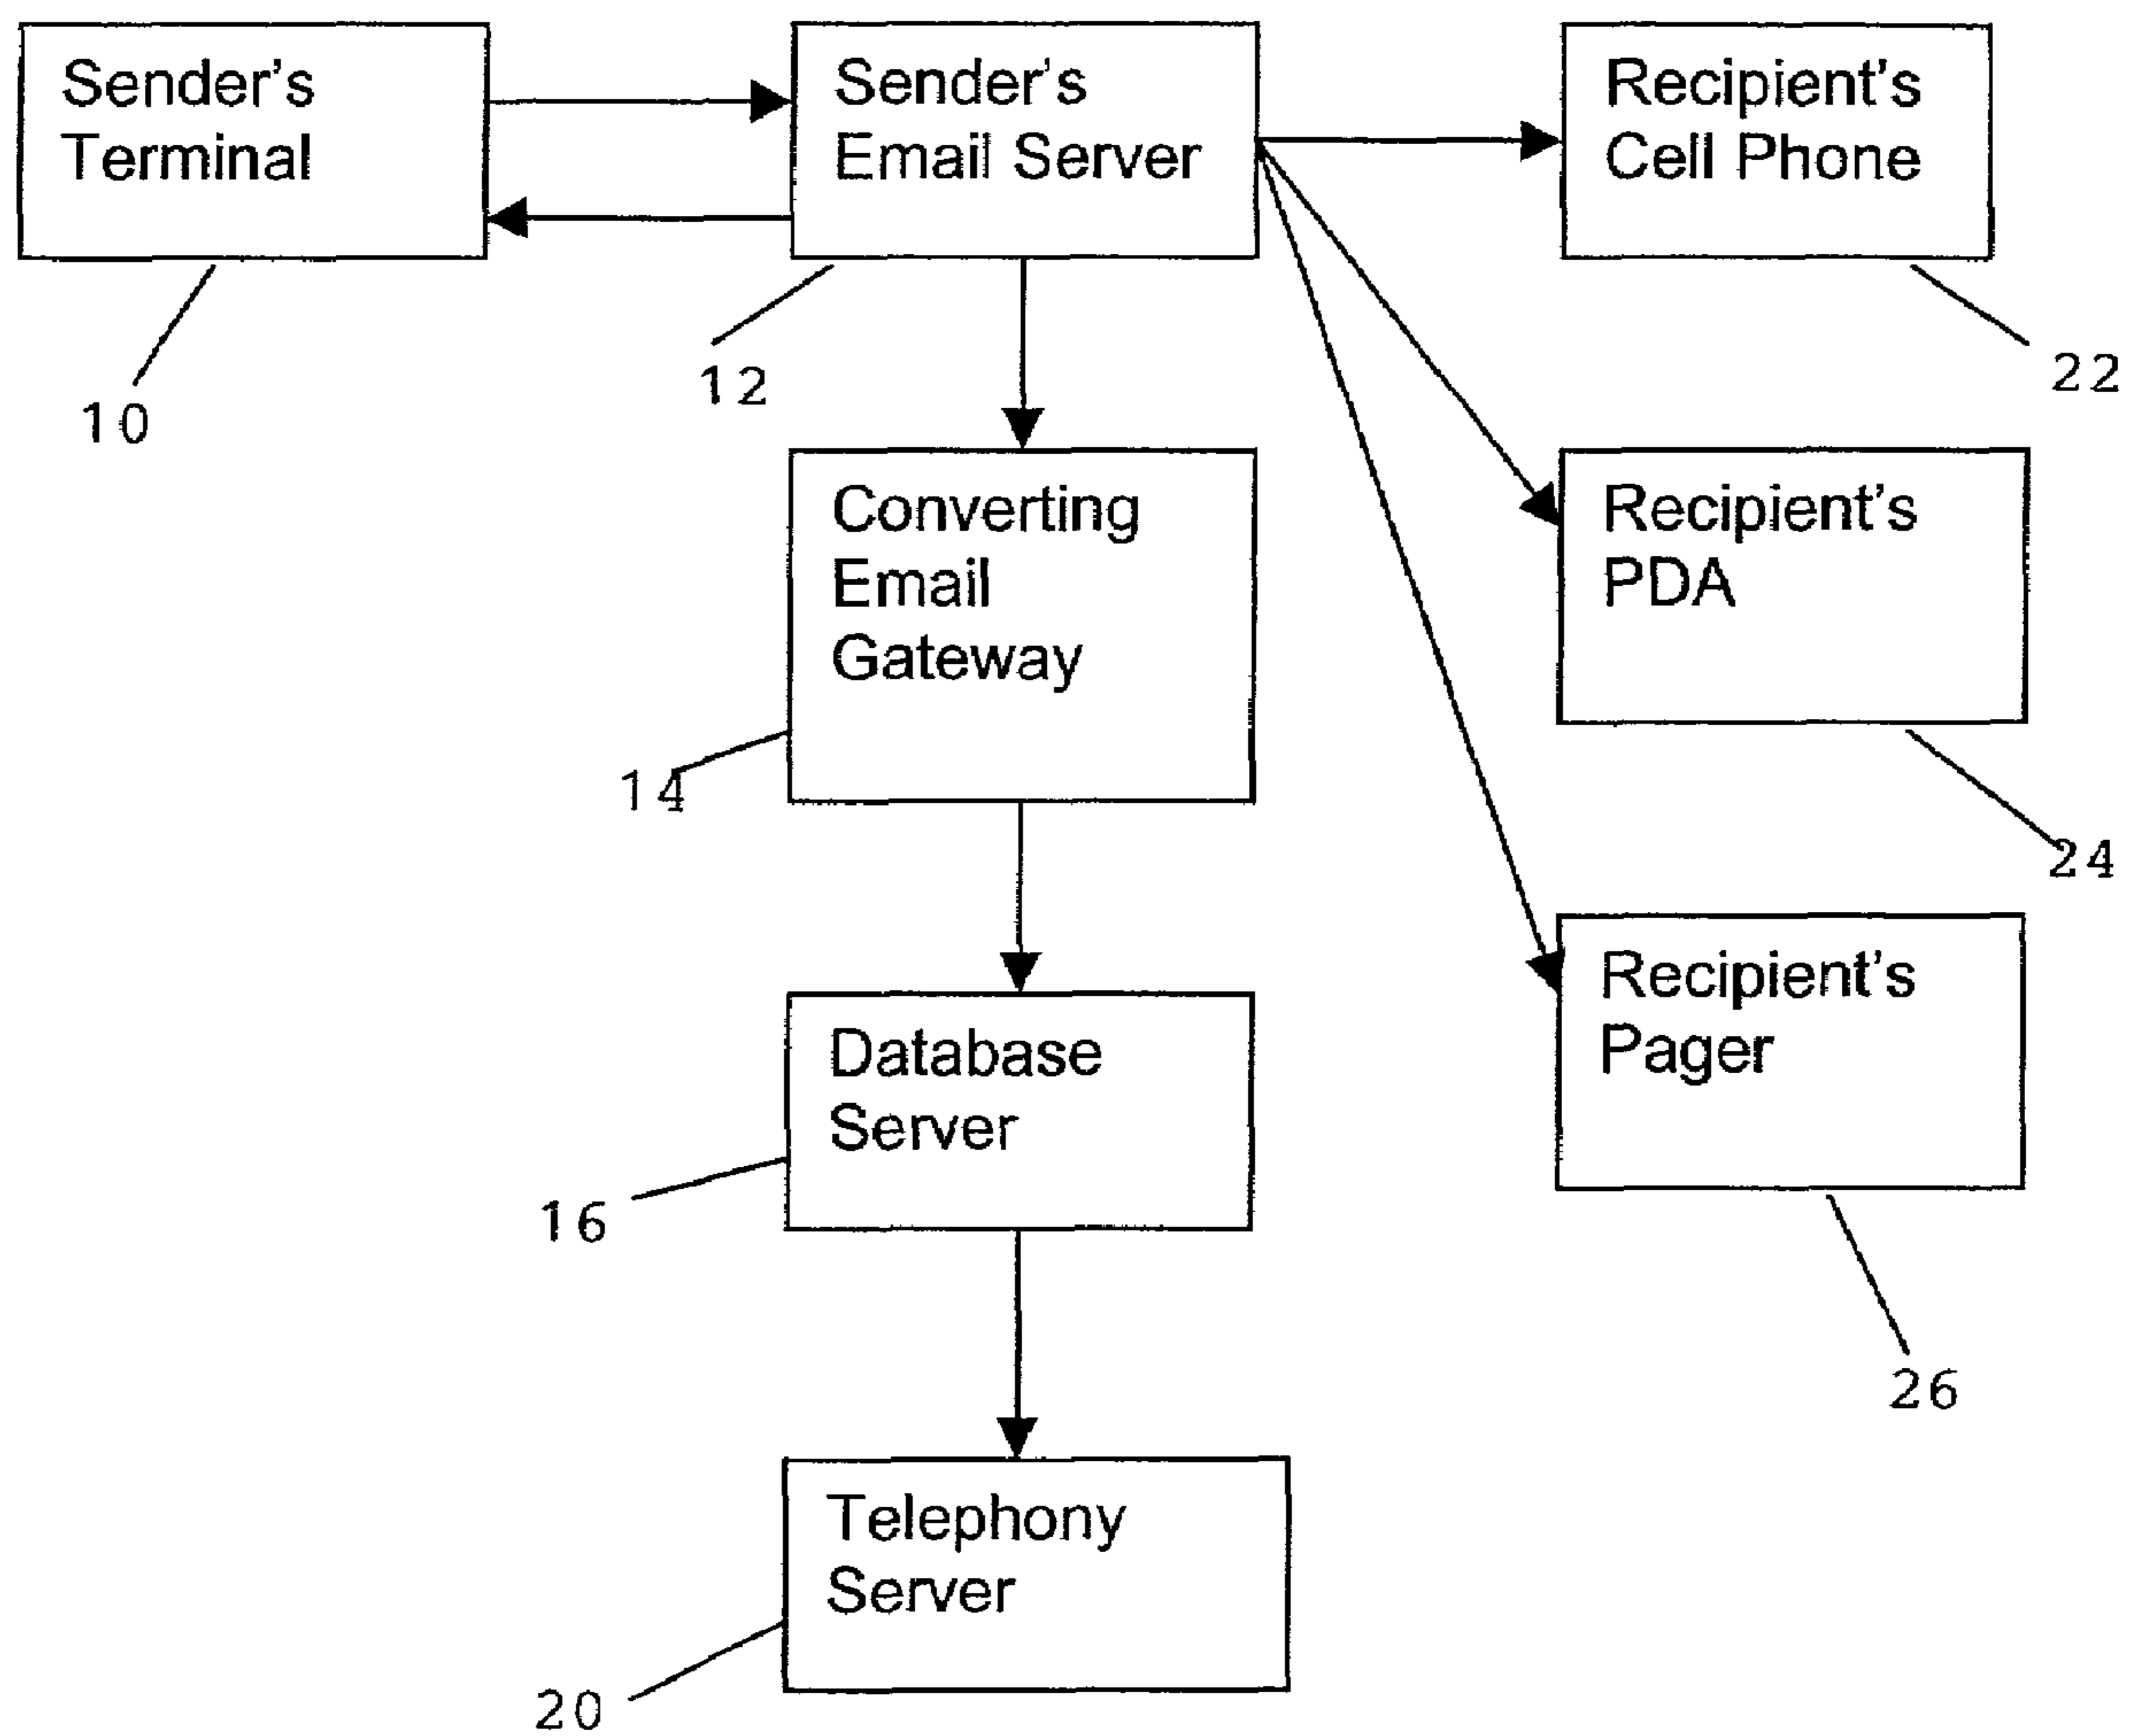 Sender's
Terminal
10
Sender's
Email Server
12
Recipient's
Cell Phone
22
Converting
Email
Gateway
14
Recipient's
PDA
24
Database
Server
16
Recipient's
Pager
26
Telephony
Server
20